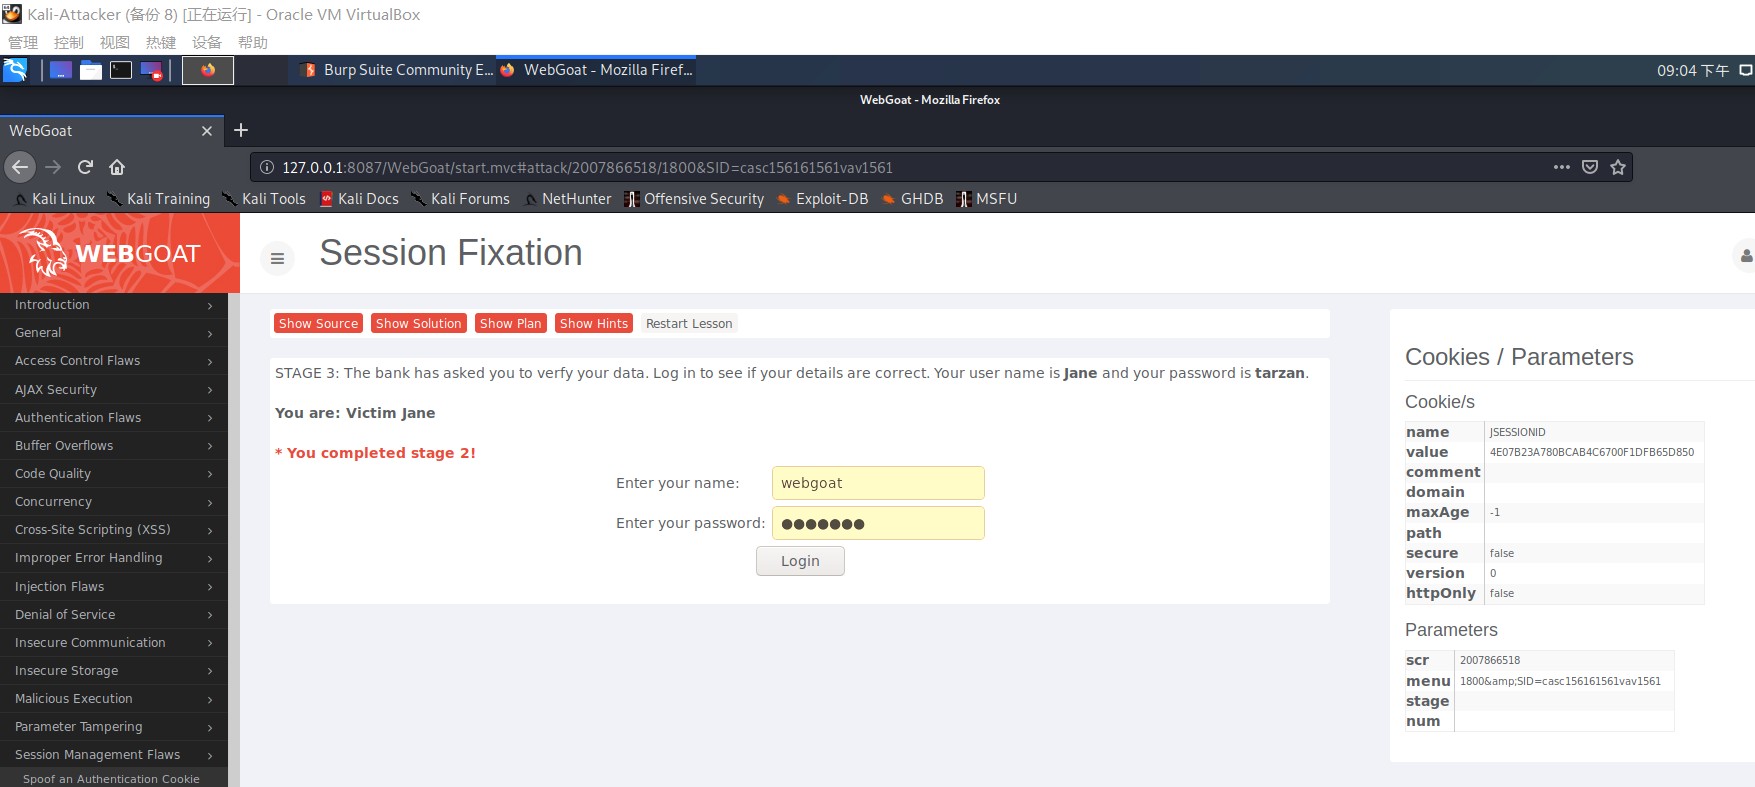 Kali-Attacker (备份 8) [正在运行] - Oracle VM VirtualBox
管理 控制 视图 热键 设备 帮助
Burp Suite Community E... WebGoat - Mozilla Firef... 09:04 下午
WebGoat - Mozilla Firefox
WebGoat
127.0.0.1:8087/WebGoat/start.mvc#attack/2007866518/1800&SID=casc156161561vav1561
Kali Linux Kali Training Kali Tools Kali Docs Kali Forums NetHunter Offensive Security Exploit-DB GHDB MSFU
WEBGOAT
Session Fixation
Introduction
General
Access Control Flaws
AJAX Security
Authentication Flaws
Buffer Overflows
Code Quality
Concurrency
Cross-Site Scripting (XSS)
Improper Error Handling
Injection Flaws
Denial of Service
Insecure Communication
Insecure Storage
Malicious Execution
Parameter Tampering
Session Management Flaws
Spoof an Authentication Cookie
Show Source Show Solution Show Plan Show Hints Restart Lesson
STAGE 3: The bank has asked you to verfy your data. Log in to see if your details are correct. Your user name is Jane and your password is tarzan.
You are: Victim Jane
* You completed stage 2!
Enter your name: webgoat
Enter your password: ●●●●●●●
Login
Cookies / Parameters
Cookie/s
name JSESSIONID
value 4E07B23A780BCAB4C6700F1DFB65D850
comment
domain
maxAge -1
path
secure false
version 0
httpOnly false
Parameters
scr 2007866518
menu 1800&amp;SID=casc156161561vav1561
stage
num